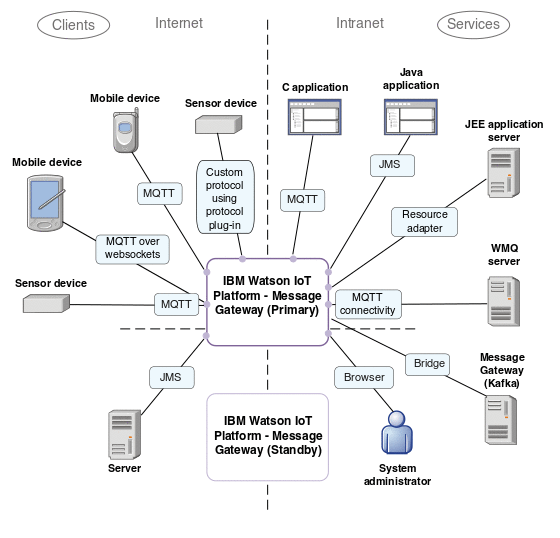 Clients
Internet
Intranet
Services
Mobile device
Sensor device
C application
Java
application
JEE application
server
Mobile device
MQTT
Custom
protocol
using
protocol
plug-in
MQTT
JMS
Resource
adapter
MQTT over
websockets
WMQ
server
Sensor device
MQTT
IBM Watson IoT
Platform - Message
Gateway (Primary)
MQTT
connectivity
JMS
Browser
Bridge
Message
Gateway
(Kafka)
IBM Watson IoT
Platform - Message
Gateway (Standby)
Server
System
administrator